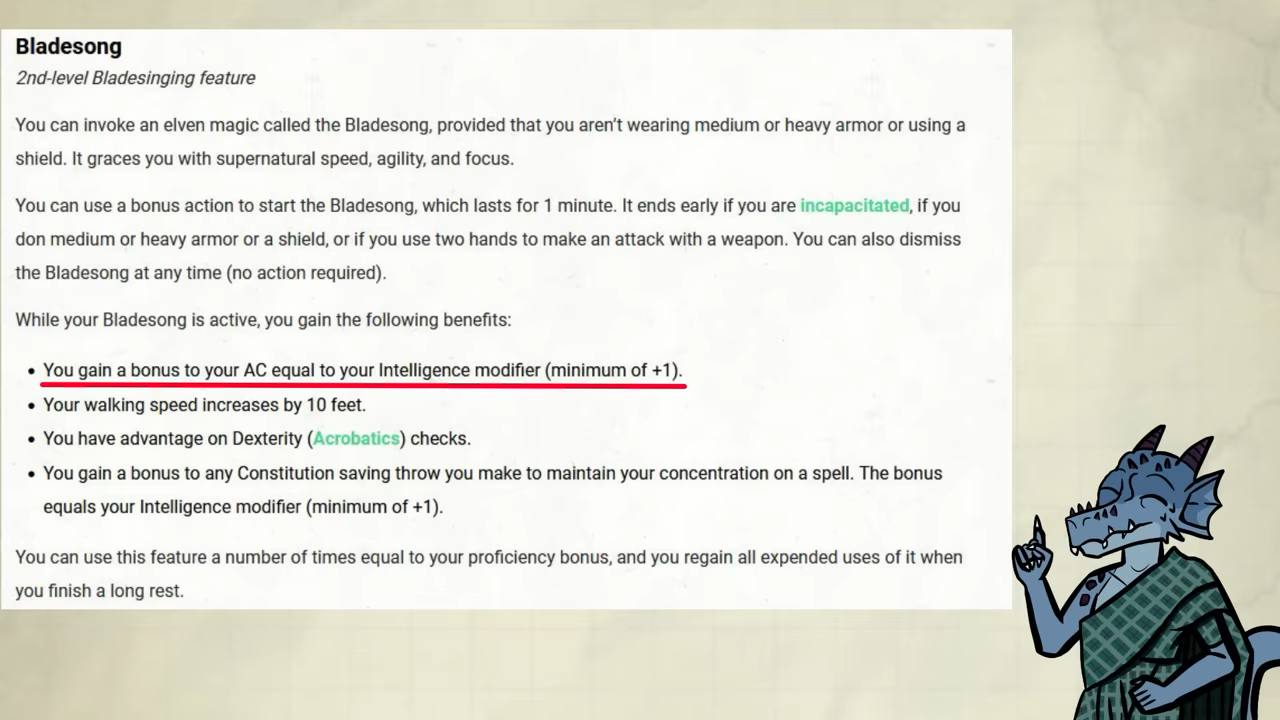 Bladesong
2nd-level Bladesinging feature
You can invoke an elven magic called the Bladesong, provided that you aren't wearing medium or heavy armor or using a
shield. It graces you with supernatural speed, agility, and focus.
You can use a bonus action to start the Bladesong, which lasts for 1 minute. It ends early if you are incapacitated, if you
don medium or heavy armor or a shield, or if you use two hands to make an attack with a weapon. You can also dismiss
the Bladesong at any time (no action required).
While your Bladesong is active, you gain the following benefits:
• You gain a bonus to your AC equal to your Intelligence modifier (minimum of +1).
• Your walking speed increases by 10 feet.
• You have advantage on Dexterity (Acrobatics) checks.
• You gain a bonus to any Constitution saving throw you make to maintain your concentration on a spell. The bonus
equals your Intelligence modifier (minimum of +1).
You can use this feature a number of times equal to your proficiency bonus, and you regain all expended uses of it when
you finish a long rest.